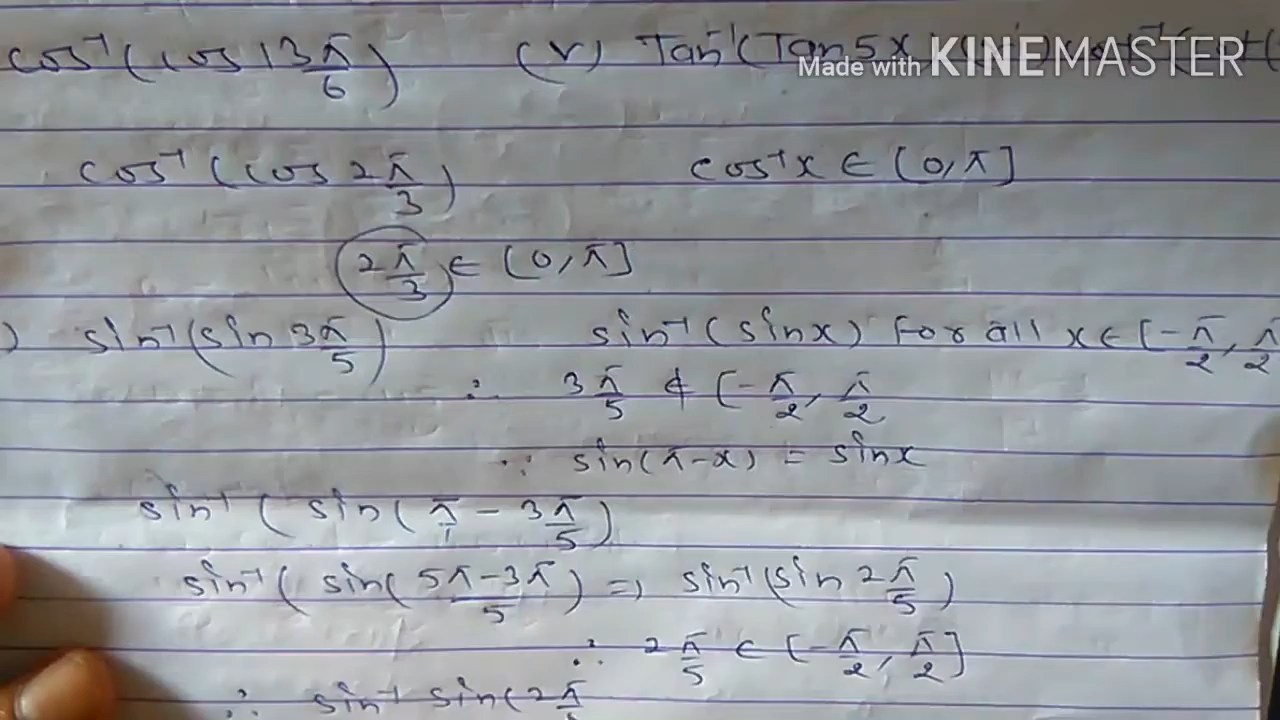 cos⁻¹(cos 13π/6) (v) Tan⁻¹(Tan 5x
Made with KINEMASTER
cos⁻¹(cos 2π/3) cos⁻¹x ∈ [0,π]
2π/3 ∈ [0,π]
) sin⁻¹(sin 3π/5) sin⁻¹(sinx) for all x ∈ [-π/2, π/2
∴ 3π/5 ∉ [-π/2, π/2
∵ sin(π-x) = sinx
sin⁻¹( sin( π/1 - 3π/5)
sin⁻¹( sin( 5π-3π/5 ) => sin⁻¹(sin 2π/5)
∴ 2π/5 ∈ [-π/2, π/2]
∴ sin⁻¹ sin(2π